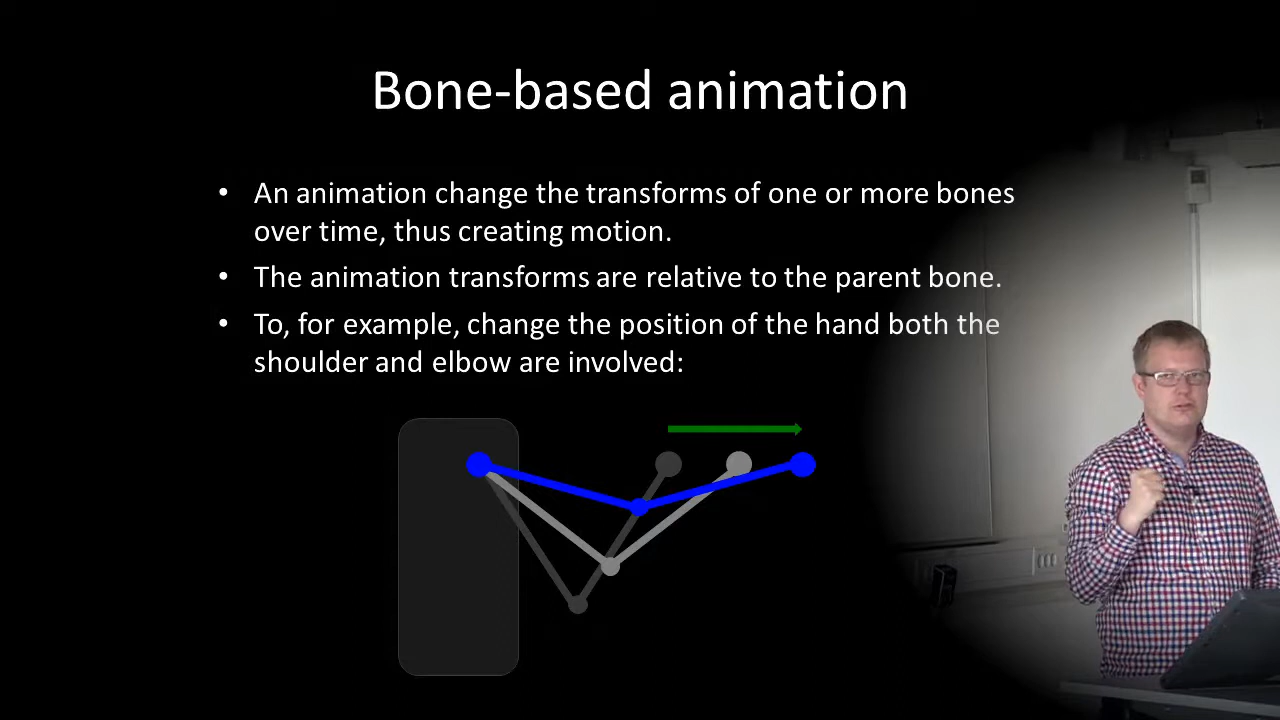 Bone-based animation
• An animation change the transforms of one or more bones
over time, thus creating motion.
• The animation transforms are relative to the parent bone.
• To, for example, change the position of the hand both the
shoulder and elbow are involved: